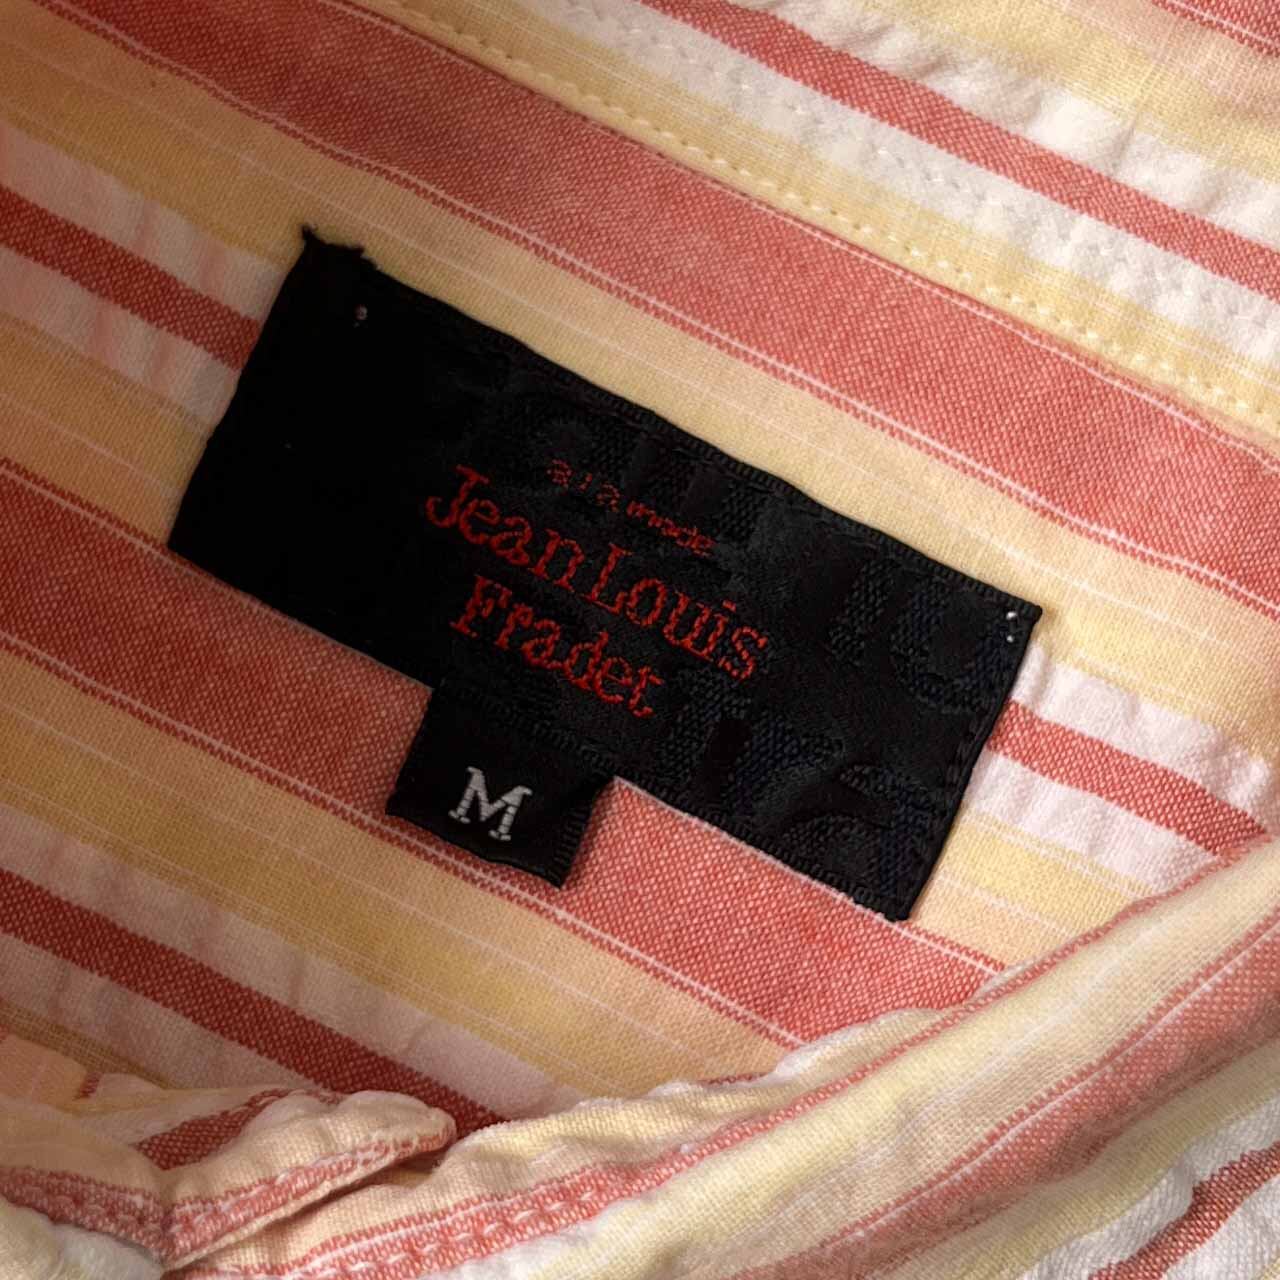 a la mode
Jean Louis
Fradet
M